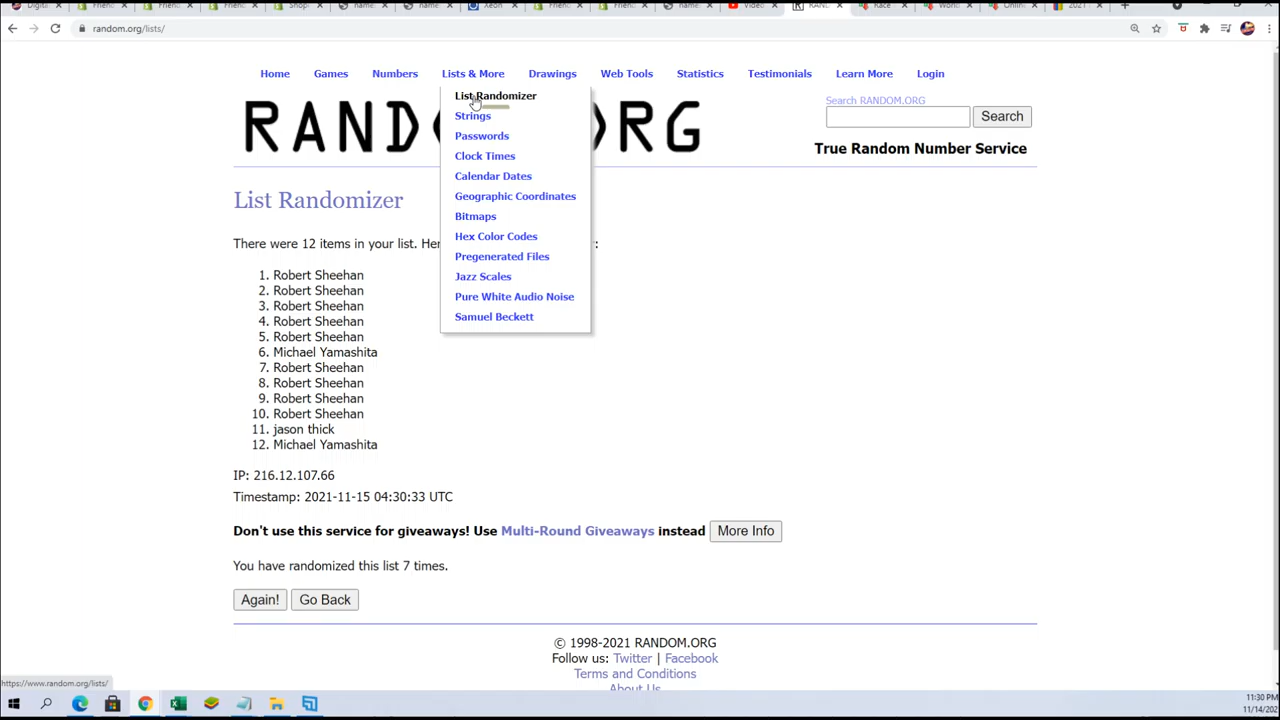 random.org/lists/
Home Games Numbers Lists & More Drawings Web Tools Statistics Testimonials Learn More Login
List Randomizer
Strings
Passwords
Clock Times
Calendar Dates
Geographic Coordinates
Bitmaps
Hex Color Codes
Pregenerated Files
Jazz Scales
Pure White Audio Noise
Samuel Beckett
Search RANDOM.ORG
Search
True Random Number Service
List Randomizer
There were 12 items in your list. :
1. Robert Sheehan
2. Robert Sheehan
3. Robert Sheehan
4. Robert Sheehan
5. Robert Sheehan
6. Michael Yamashita
7. Robert Sheehan
8. Robert Sheehan
9. Robert Sheehan
10. Robert Sheehan
11. jason thick
12. Michael Yamashita
IP: 216.12.107.66
Timestamp: 2021-11-15 04:30:33 UTC
Don't use this service for giveaways! Use Multi-Round Giveaways instead More Info
You have randomized this list 7 times.
Again! Go Back
© 1998-2021 RANDOM.ORG
Follow us: Twitter | Facebook
Terms and Conditions
About Us
https://www.random.org/lists/
11:30 PM
11/14/202